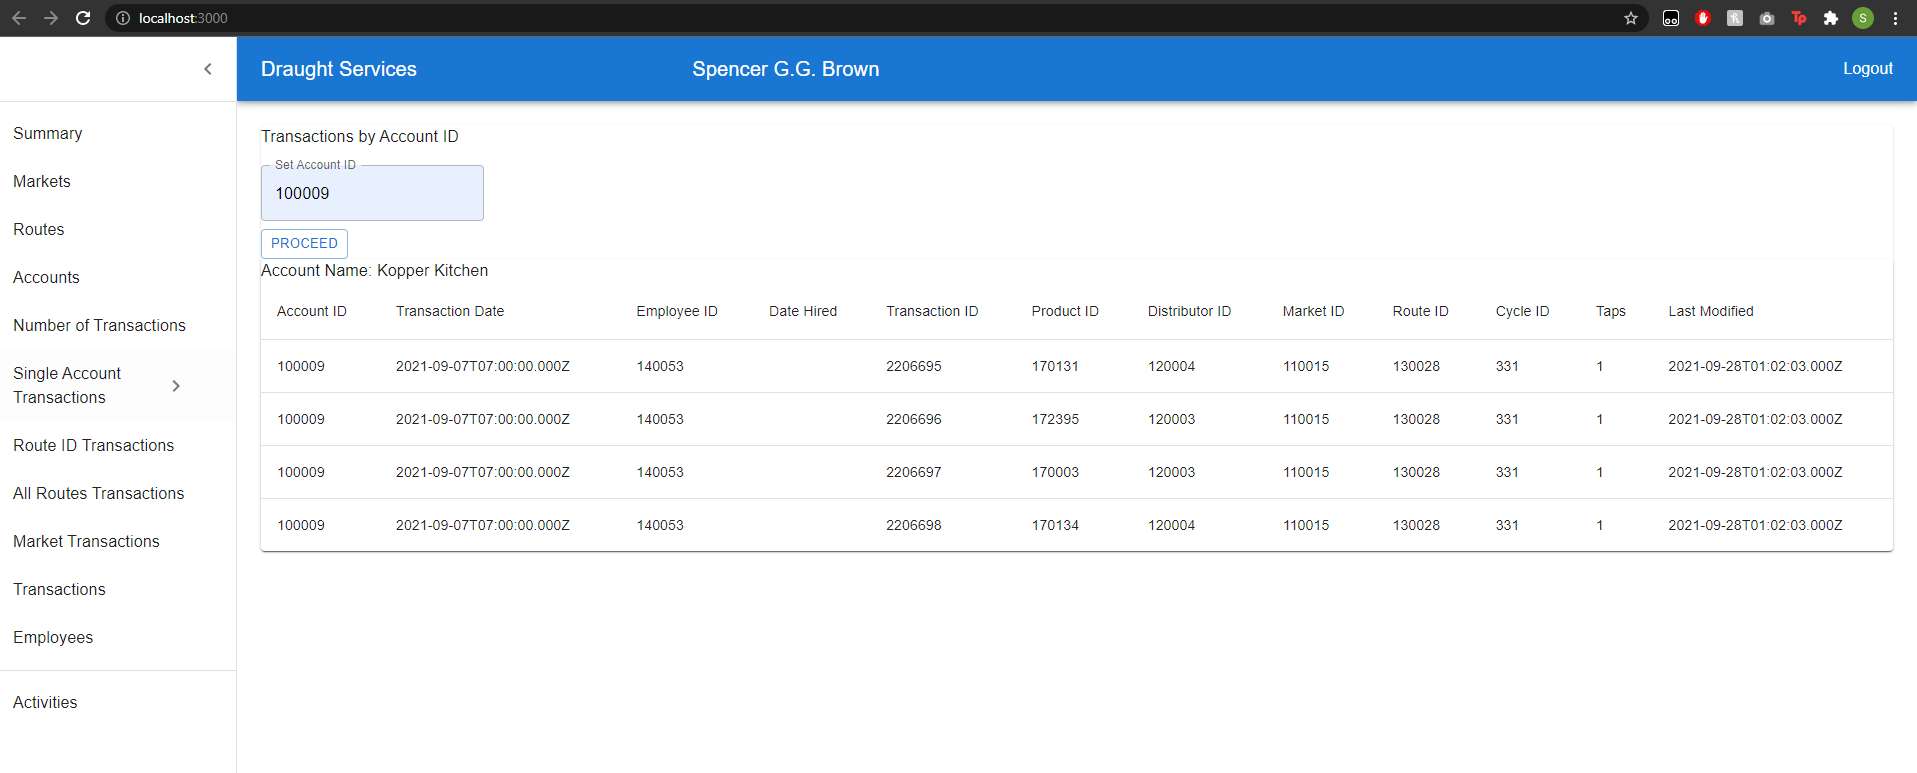 localhost:3000
Draught Services Spencer G.G. Brown Logout
Summary
Markets
Routes
Accounts
Number of Transactions
Single Account
Transactions
Route ID Transactions
All Routes Transactions
Market Transactions
Transactions
Employees
Activities
Transactions by Account ID
Set Account ID
100009
PROCEED
Account Name: Kopper Kitchen
Account ID Transaction Date Employee ID Date Hired Transaction ID Product ID Distributor ID Market ID Route ID Cycle ID Taps Last Modified
100009 2021-09-07T07:00:00.000Z 140053 2206695 170131 120004 110015 130028 331 1 2021-09-28T01:02:03.000Z
100009 2021-09-07T07:00:00.000Z 140053 2206696 172395 120003 110015 130028 331 1 2021-09-28T01:02:03.000Z
100009 2021-09-07T07:00:00.000Z 140053 2206697 170003 120003 110015 130028 331 1 2021-09-28T01:02:03.000Z
100009 2021-09-07T07:00:00.000Z 140053 2206698 170134 120004 110015 130028 331 1 2021-09-28T01:02:03.000Z
Tp
S